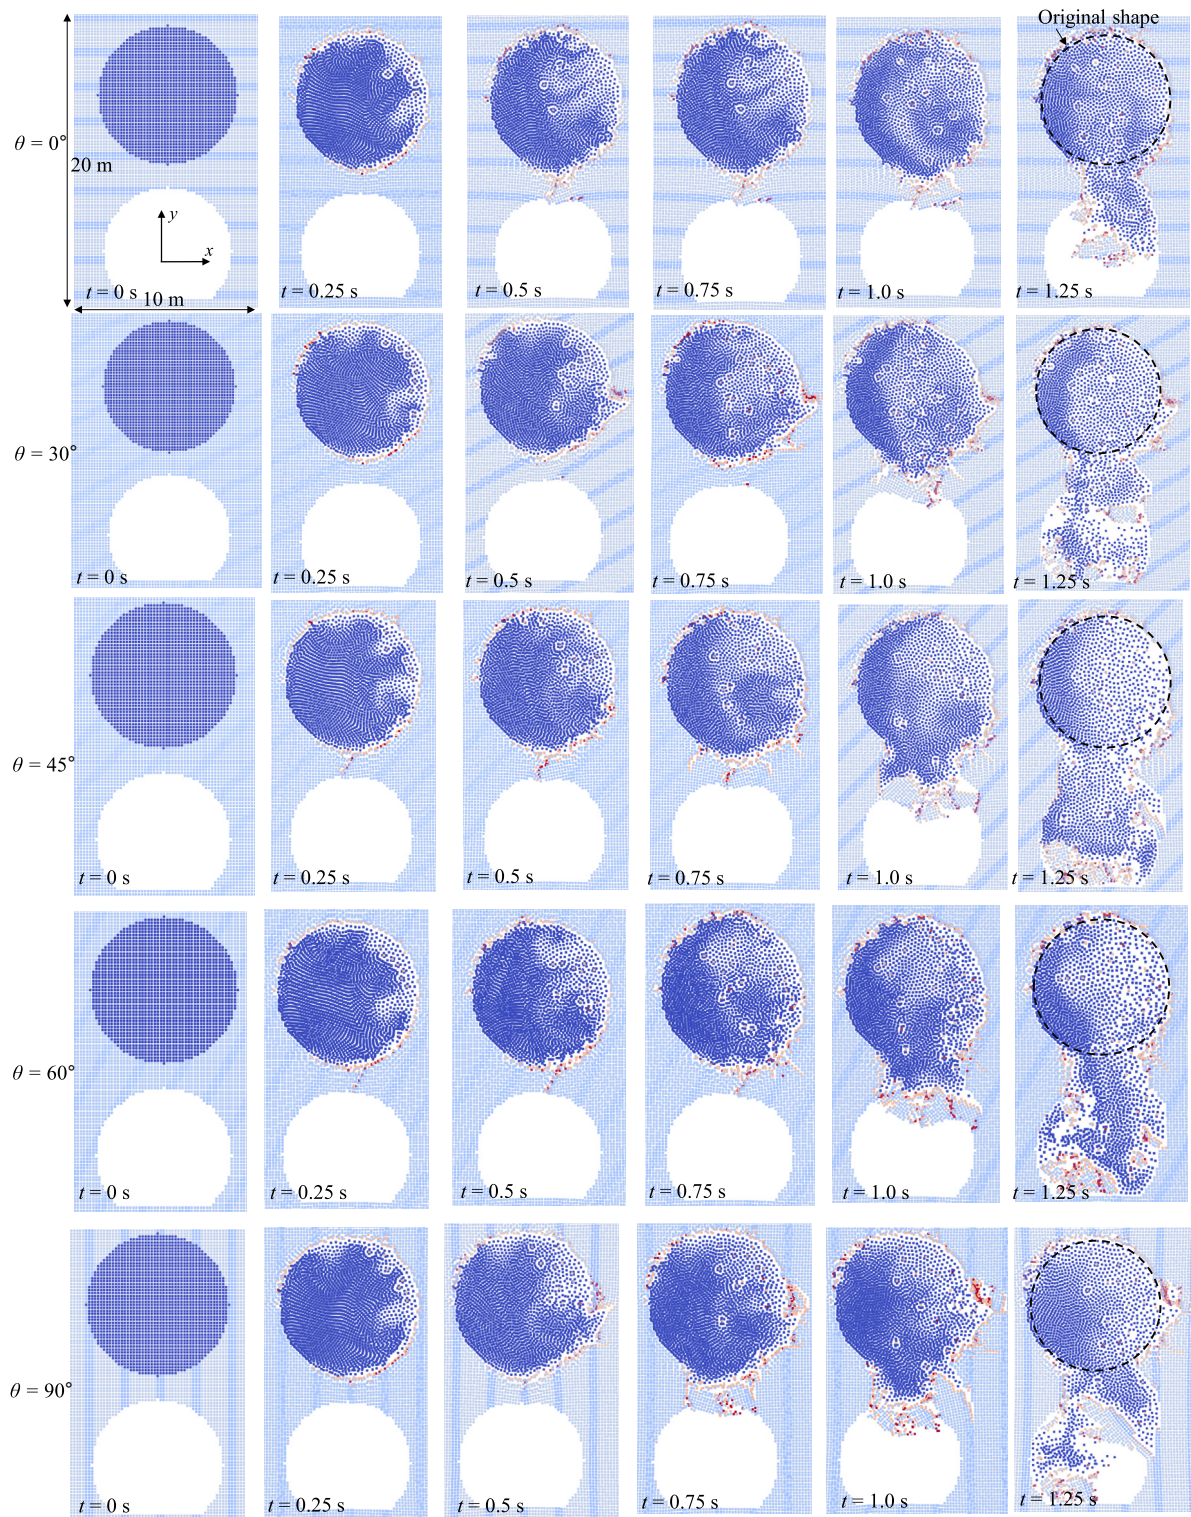 Original shape
θ = 0°
20 m
y
x
t = 0 s
10 m
t = 0.25 s
t = 0.5 s
t = 0.75 s
t = 1.0 s
t = 1.25 s
θ = 30°
t = 0 s
t = 0.25 s
t = 0.5 s
t = 0.75 s
t = 1.0 s
t = 1.25 s
θ = 45°
t = 0 s
t = 0.25 s
t = 0.5 s
t = 0.75 s
t = 1.0 s
t = 1.25 s
θ = 60°
t = 0 s
t = 0.25 s
t = 0.5 s
t = 0.75 s
t = 1.0 s
t = 1.25 s
θ = 90°
t = 0 s
t = 0.25 s
t = 0.5 s
t = 0.75 s
t = 1.0 s
t = 1.25 s